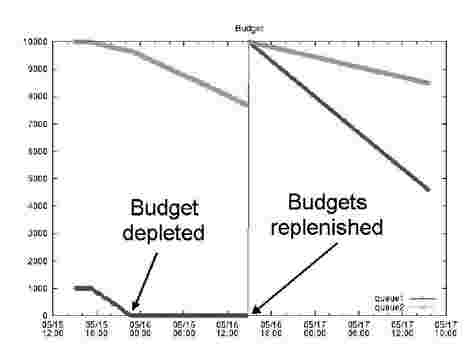 Budget
10000
9000
8000
7000
6000
5000
4000
3000
2000
1000
0
Budget
depleted
Budgets
replenished
queue1
queue2
05/15 05/15 05/16 05/16 05/16 05/16 05/17 05/17 05/17 05/17
12:00 18:00 00:00 06:00 12:00 18:00 00:00 06:00 12:00 18:00